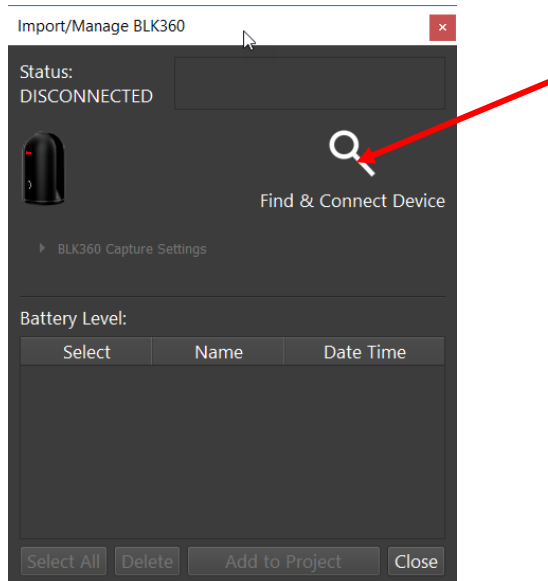 Import/Manage BLK360
Status:
DISCONNECTED
Find & Connect Device
BLK360 Capture Settings
Battery Level:
Select Name Date Time
Select All Delete Add to Project Close